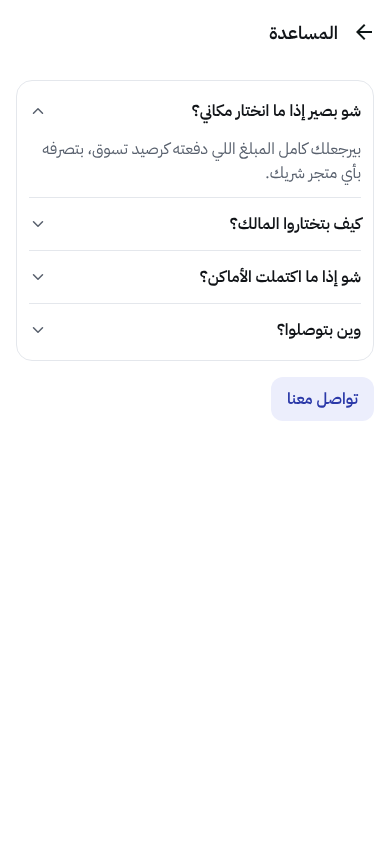 المساعدة
شو بصير إذا ما انختار مكاني؟
بيرجعلك كامل المبلغ اللي دفعته كرصيد تسوق، بتصرفه
بأي متجر شريك.
كيف بتختاروا المالك؟
شو إذا ما اكتملت الأماكن؟
وين بتوصلوا؟
تواصل معنا